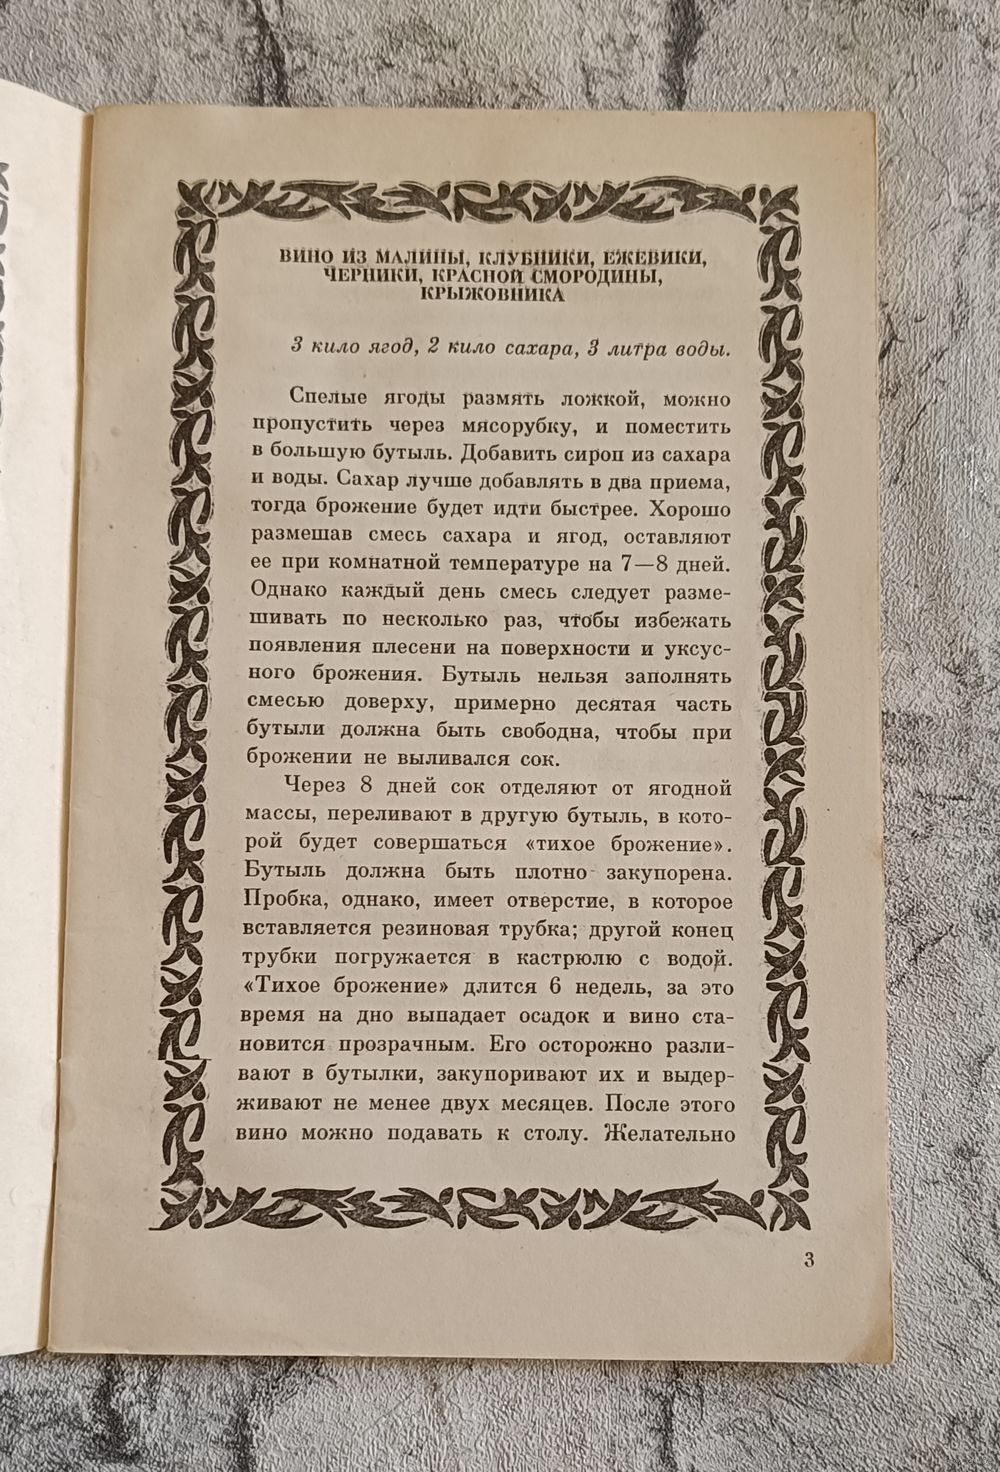 ВИНО ИЗ МАЛИНЫ, КЛУБНИКИ, ЕЖЕВИКИ,
ЧЕРНИКИ, КРАСНОЙ СМОРОДИНЫ,
КРЫЖОВНИКА
3 кило ягод, 2 кило сахара, 3 литра воды.
Спелые ягоды размять ложкой, можно
пропустить через мясорубку, и поместить
в большую бутыль. Добавить сироп из сахара
и воды. Сахар лучше добавлять в два приема,
тогда брожение будет идти быстрее. Хорошо
размешав смесь сахара и ягод, оставляют
ее при комнатной температуре на 7—8 дней.
Однако каждый день смесь следует разме-
шивать по несколько раз, чтобы избежать
появления плесени на поверхности и уксус-
ного брожения. Бутыль нельзя заполнять
смесью доверху, примерно десятая часть
бутыли должна быть свободна, чтобы при
брожении не выливался сок.
Через 8 дней сок отделяют от ягодной
массы, переливают в другую бутыль, в кото-
рой будет совершаться «тихое брожение».
Бутыль должна быть плотно закупорена.
Пробка, однако, имеет отверстие, в которое
вставляется резиновая трубка; другой конец
трубки погружается в кастрюлю с водой.
«Тихое брожение» длится 6 недель, за это
время на дно выпадает осадок и вино ста-
новится прозрачным. Его осторожно разли-
вают в бутылки, закупоривают их и выдер-
живают не менее двух месяцев. После этого
вино можно подавать к столу. Желательно
3